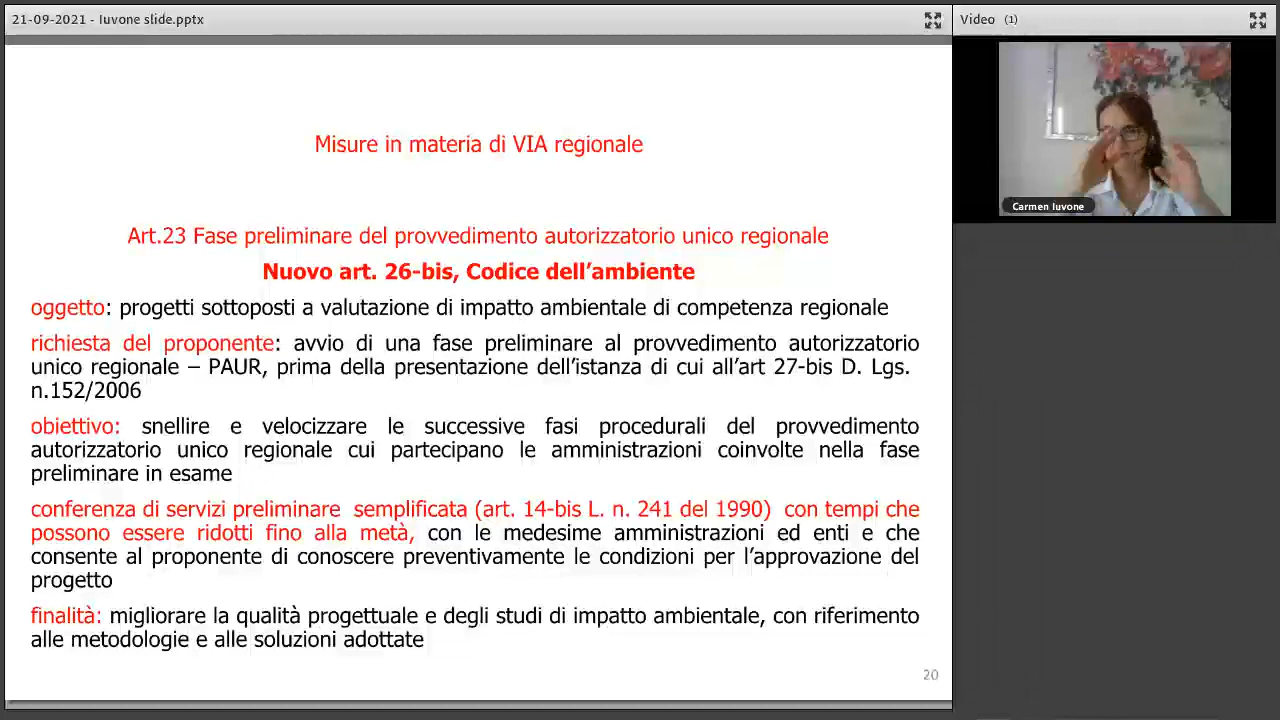 21-09-2021 - Iuvone slide.pptx
Video (1)
Carmen Iuvone
Misure in materia di VIA regionale
Art.23 Fase preliminare del provvedimento autorizzatorio unico regionale
Nuovo art. 26-bis, Codice dell’ambiente
oggetto: progetti sottoposti a valutazione di impatto ambientale di competenza regionale
richiesta del proponente: avvio di una fase preliminare al provvedimento autorizzatorio
unico regionale – PAUR, prima della presentazione dell’istanza di cui all’art 27-bis D. Lgs.
n.152/2006
obiettivo: snellire e velocizzare le successive fasi procedurali del provvedimento
autorizzatorio unico regionale cui partecipano le amministrazioni coinvolte nella fase
preliminare in esame
conferenza di servizi preliminare semplificata (art. 14-bis L. n. 241 del 1990) con tempi che
possono essere ridotti fino alla metà, con le medesime amministrazioni ed enti e che
consente al proponente di conoscere preventivamente le condizioni per l’approvazione del
progetto
finalità: migliorare la qualità progettuale e degli studi di impatto ambientale, con riferimento
alle metodologie e alle soluzioni adottate
20